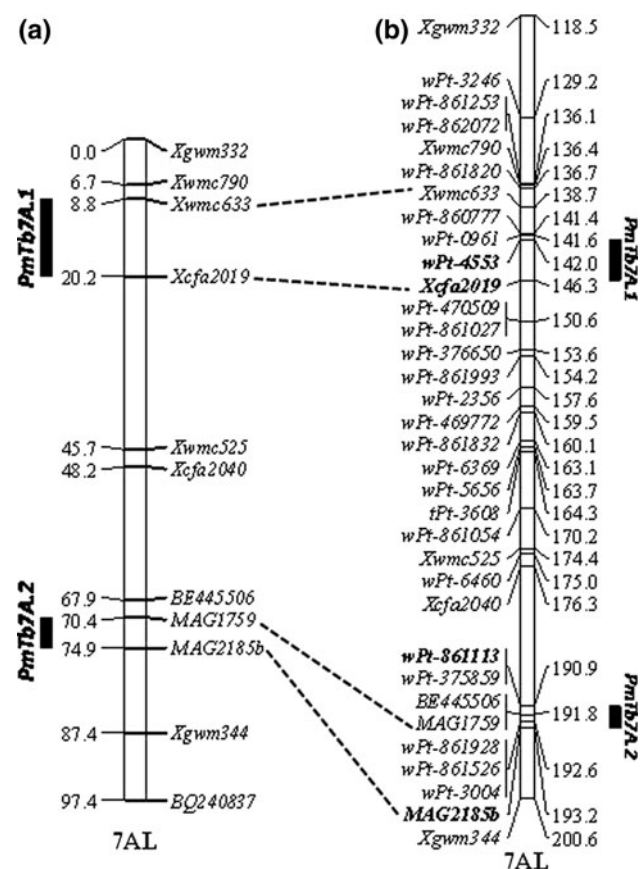 (a)
0.0 Xgwm332
6.7 Xwmc790
8.8 Xwmc633
20.2 Xcfa2019
45.7 Xwmc525
48.2 Xcfa2040
67.9 BE445506
70.4 MAG1759
74.9 MAG2185b
87.4 Xgwm344
97.4 BQ240837
PmTb7A.1
PmTb7A.2
7AL
(b)
Xgwm332 118.5
wPt-3246 129.2
wPt-861253 136.1
wPt-862072
Xwmc790 136.4
wPt-861820 136.7
Xwmc633 138.7
wPt-860777 141.4
wPt-0961 141.6
wPt-4553 142.0
Xcfa2019 146.3
wPt-470509 150.6
wPt-861027
wPt-376650 153.6
wPt-861993 154.2
wPt-2356 157.6
wPt-469772 159.5
wPt-861832 160.1
wPt-6369 163.1
wPt-5656 163.7
tPt-3608 164.3
wPt-861054 170.2
Xwmc525 174.4
wPt-6460 175.0
Xcfa2040 176.3
wPt-861113 190.9
wPt-375859
BE445506 191.8
MAG1759
wPt-861928 192.6
wPt-861526
wPt-3004
MAG2185b 193.2
Xgwm344 200.6
PmTb7A.1
PmTb7A.2
7AL